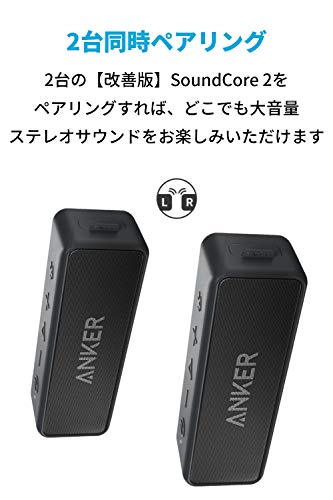 2台同時ペアリング
2台の【改善版】SoundCore 2を
ペアリングすれば、どこでも大音量
ステレオサウンドをお楽しみいただけます
L R
ANKER
ANKER